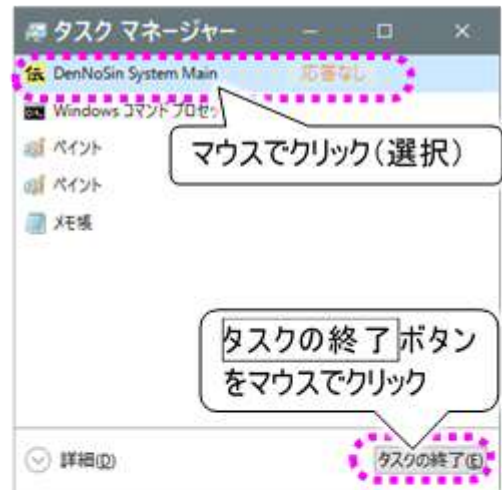 タスク マネージャー
DenNoSin System Main 応答なし
Windows コマンド プロセッ
マウスでクリック(選択)
ペイント
ペイント
メモ帳
タスクの終了ボタン
をマウスでクリック
詳細(D)
タスクの終了(E)